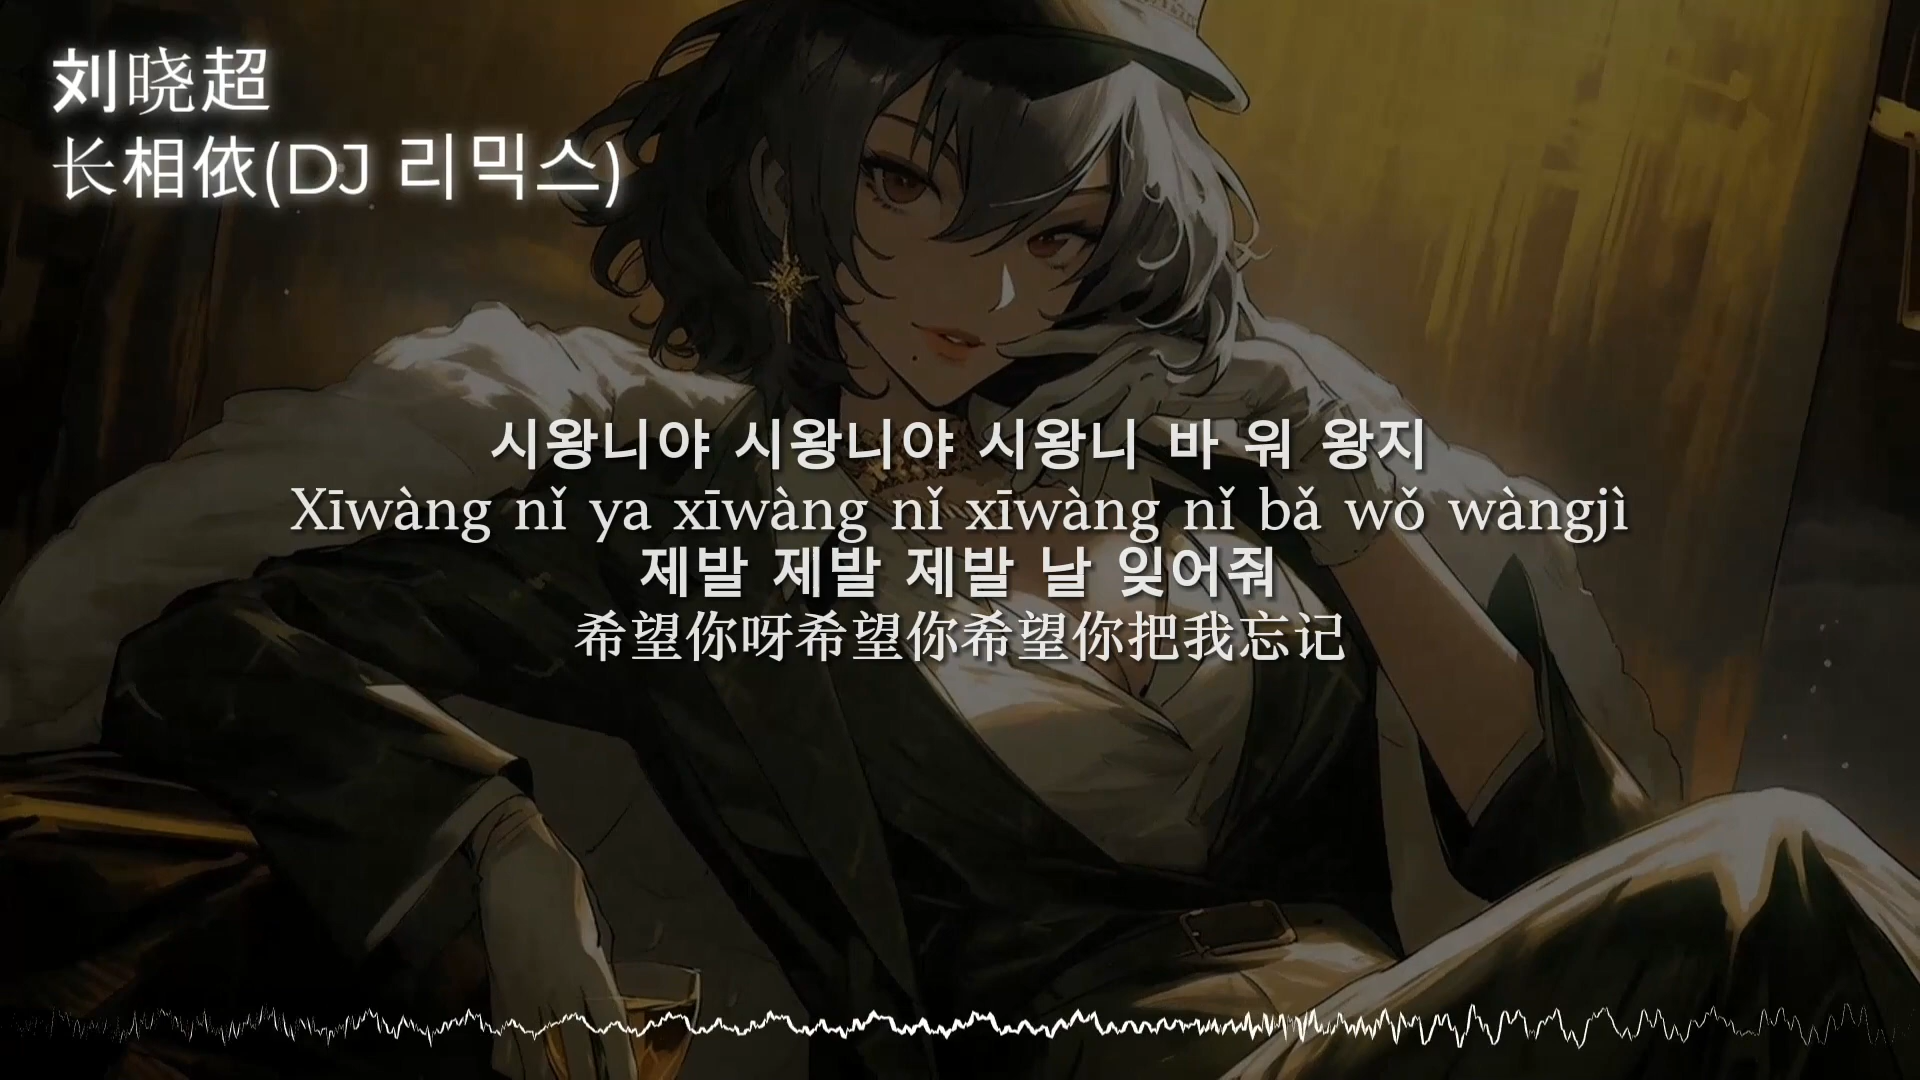 刘晓超
长相依(DJ 리믹스)
시왕니야 시왕니야 시왕니 바 워 왕지
Xīwàng nǐ ya xīwàng nǐ xīwàng nǐ bǎ wǒ wàngjì
제발 제발 제발 날 잊어줘
希望你呀希望你希望你把我忘记